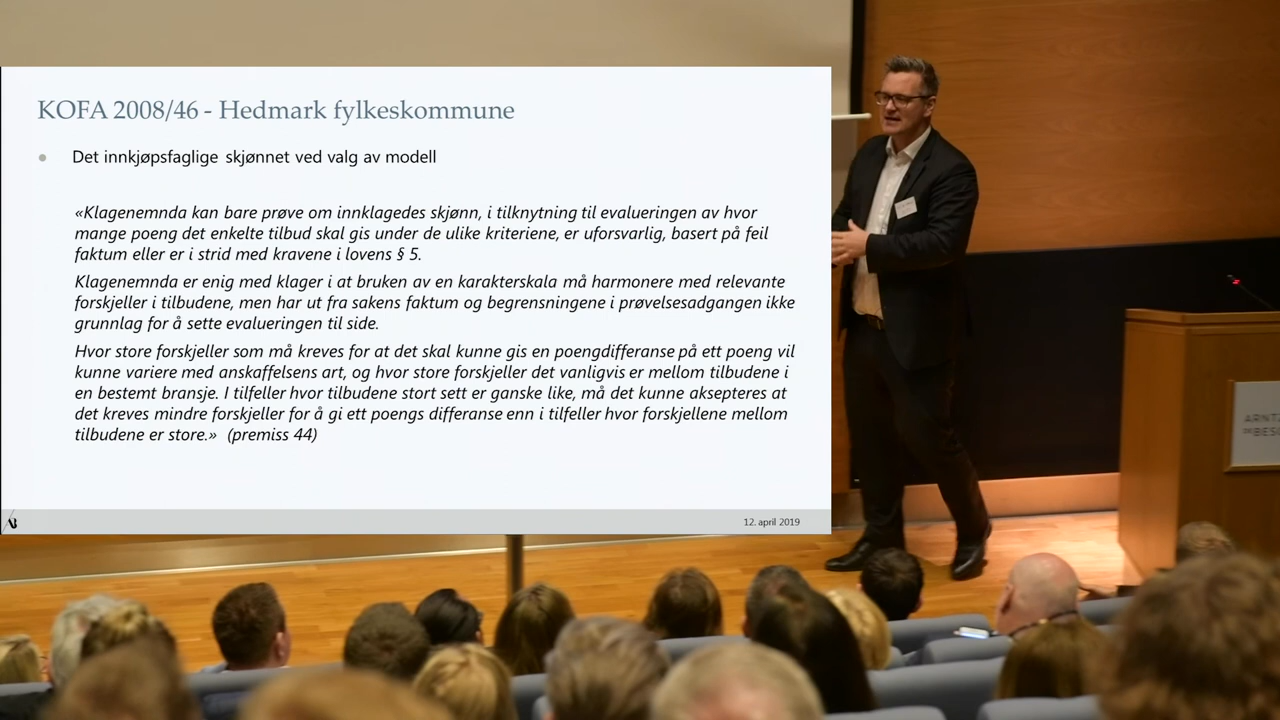 KOFA 2008/46 - Hedmark fylkeskommune
Det innkjøpsfaglige skjønnet ved valg av modell
«Klagenemnda kan bare prøve om innklagedes skjønn, i tilknytning til evalueringen av hvor
mange poeng det enkelte tilbud skal gis under de ulike kriteriene, er uforsvarlig, basert på feil
faktum eller er i strid med kravene i lovens § 5.
Klagenemnda er enig med klager i at bruken av en karakterskala må harmonere med relevante
forskjeller i tilbudene, men har ut fra sakens faktum og begrensningene i prøvelsesadgangen ikke
grunnlag for å sette evalueringen til side.
Hvor store forskjeller som må kreves for at det skal kunne gis en poengdifferanse på ett poeng vil
kunne variere med anskaffelsens art, og hvor store forskjeller det vanligvis er mellom tilbudene i
en bestemt bransje. I tilfeller hvor tilbudene stort sett er ganske like, må det kunne aksepteres at
det kreves mindre forskjeller for å gi ett poengs differanse enn i tilfeller hvor forskjellene mellom
tilbudene er store.» (premiss 44)
12. april 2019
ARNTZ
DE BESC